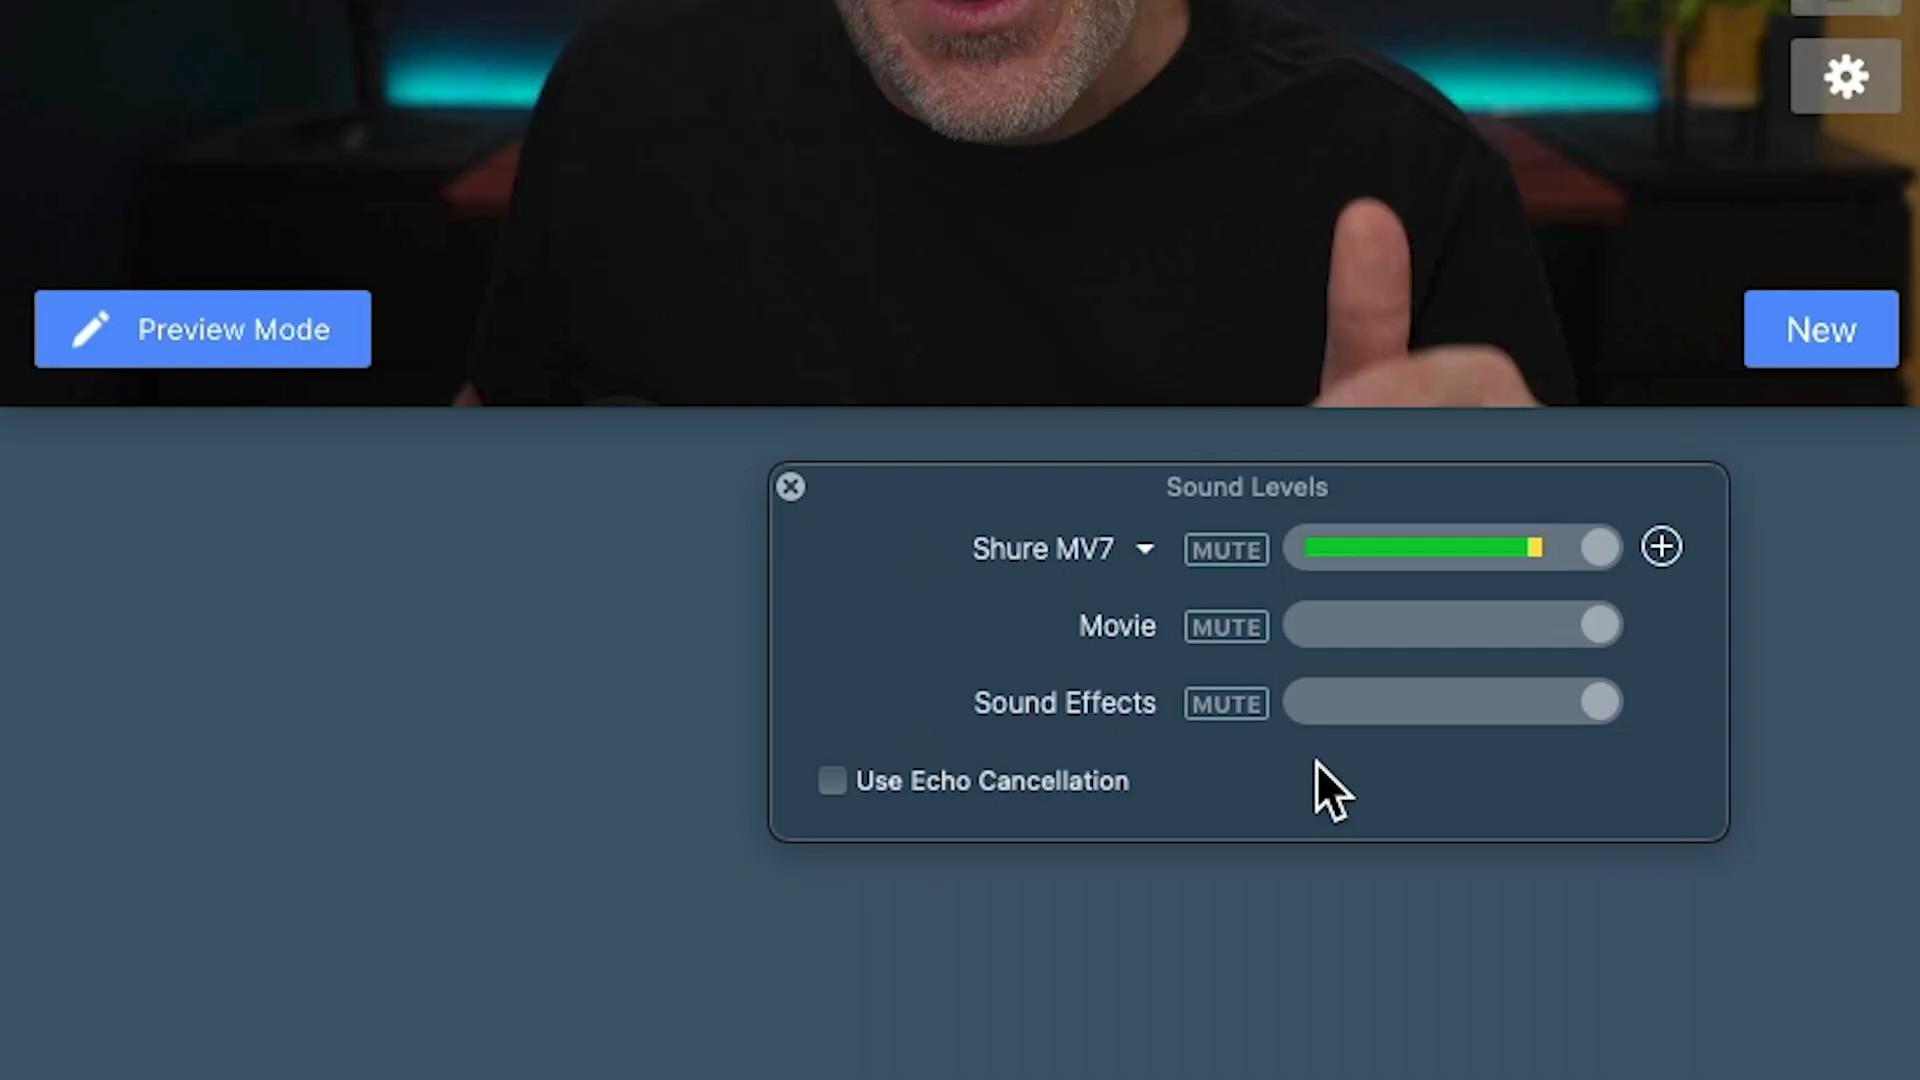 Preview Mode
New
Sound Levels
Shure MV7 MUTE
Movie MUTE
Sound Effects MUTE
Use Echo Cancellation